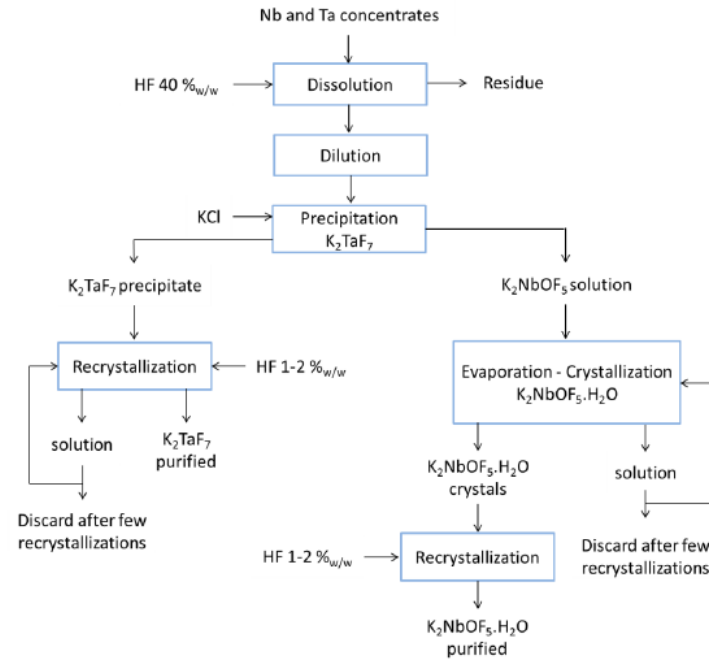 Nb and Ta concentrates
HF 40 %w/w
Dissolution
Residue
Dilution
KCl
Precipitation
K2TaF7
K2TaF7 precipitate
K2NbOF5 solution
Recrystallization
HF 1-2 %w/w
Evaporation - Crystallization
K2NbOF5.H2O
solution
K2TaF7
purified
K2NbOF5.H2O
crystals
solution
Discard after few
recrystallizations
HF 1-2 %w/w
Recrystallization
Discard after few
recrystallizations
K2NbOF5.H2O
purified